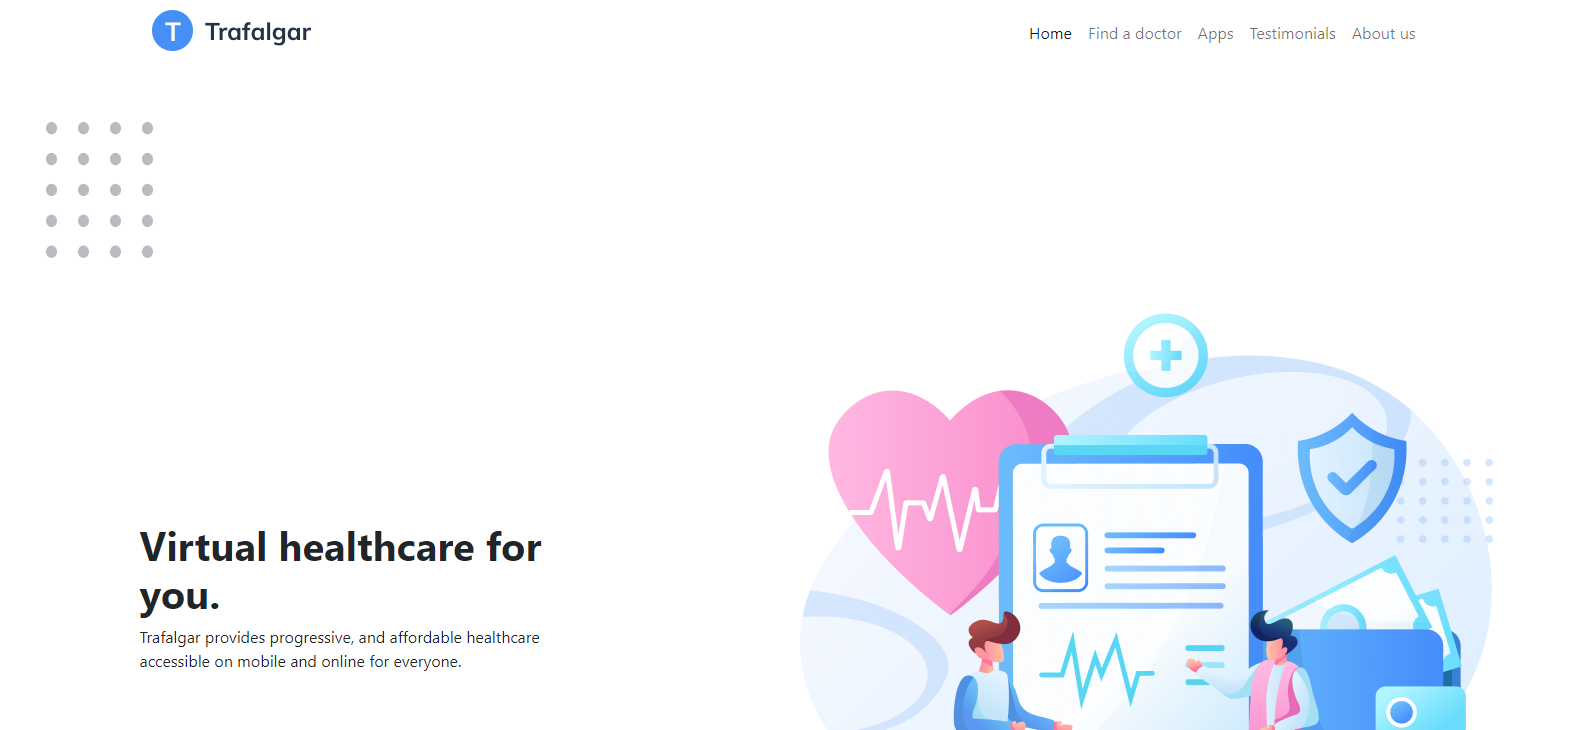 T Trafalgar
Home Find a doctor Apps Testimonials About us
Virtual healthcare for
you.
Trafalgar provides progressive, and affordable healthcare
accessible on mobile and online for everyone.